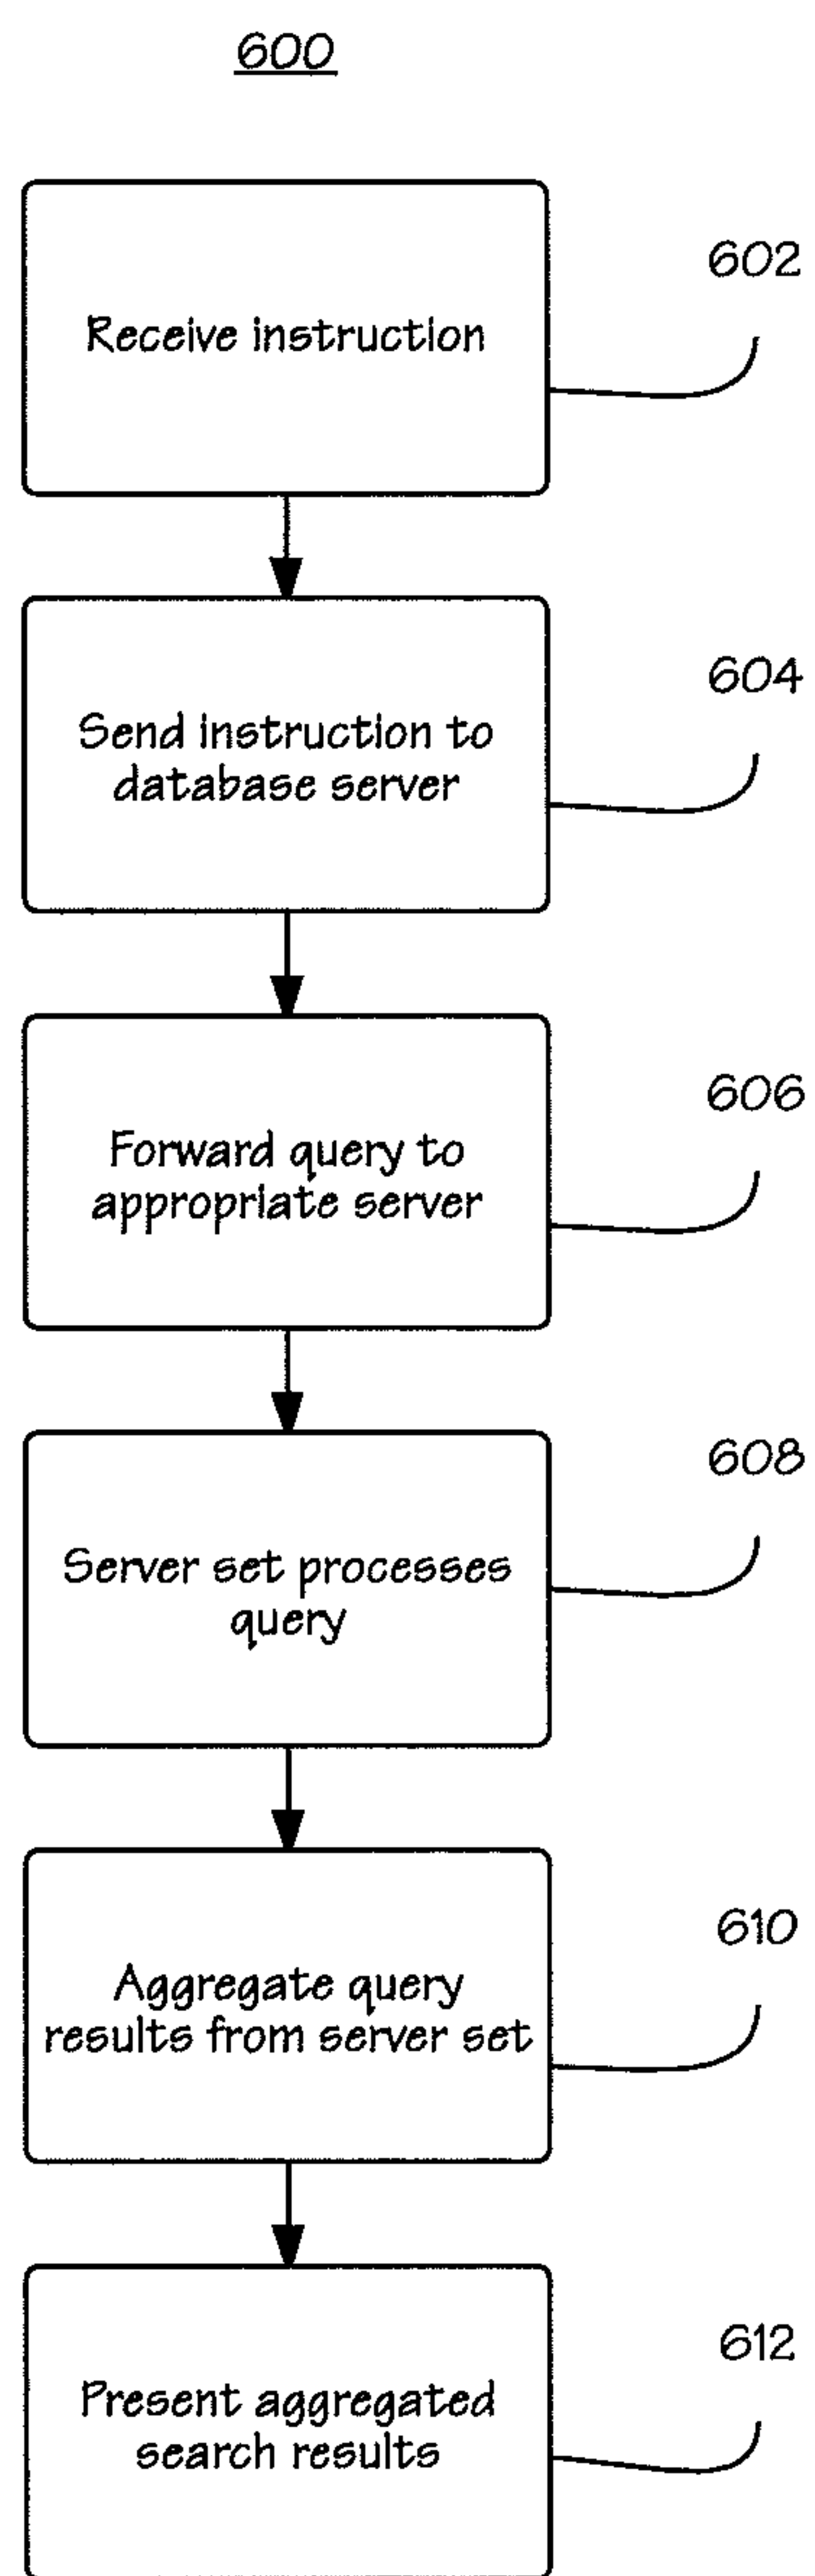 600
Receive instruction
602
Send instruction to
database server
604
Forward query to
appropriate server
606
Server set processes
query
608
Aggregate query
results from server set
610
Present aggregated
search results
612